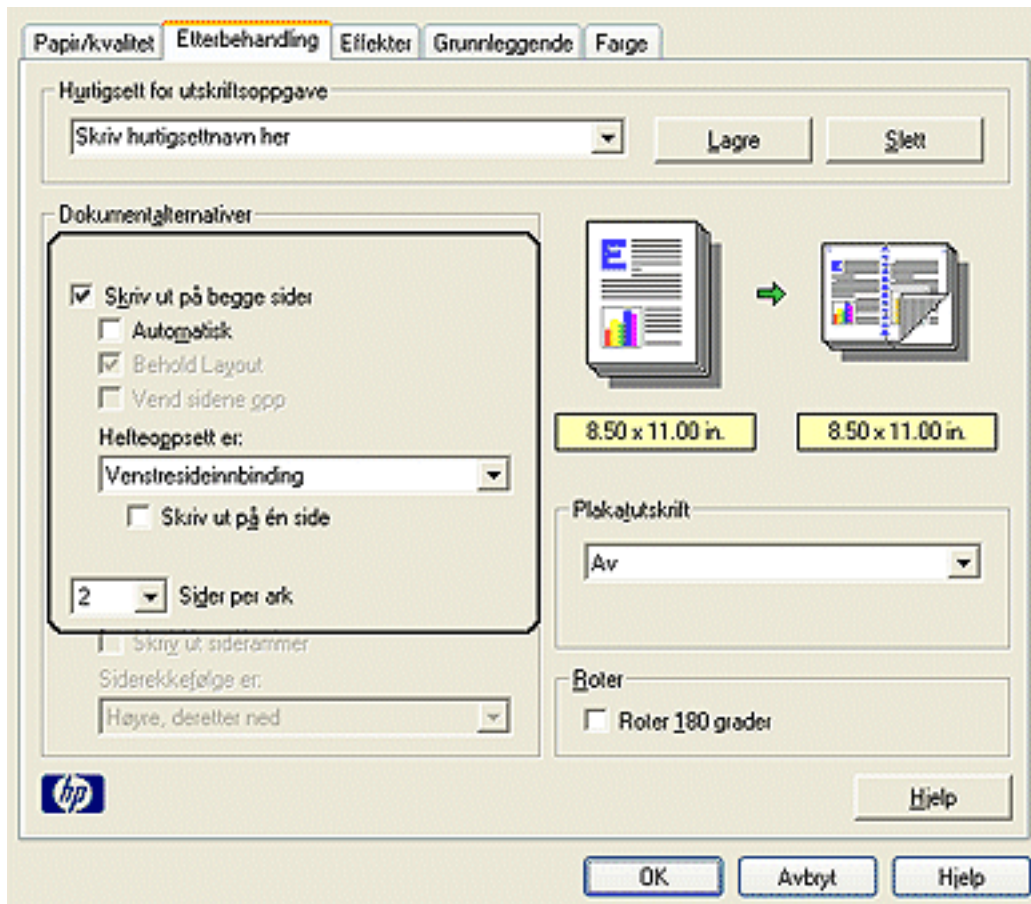 Papir/kvalitet Etterbehandling Effekter Grunnleggende Farge
Hurtigsett for utskriftsoppgave
Skriv hurtigsettnavn her
Lagre
Slett
Dokumentalternativer
Skriv ut på begge sider
Automatisk
Behold Layout
Vend sidene opp
Hefteoppsett er:
Venstresideinnbinding
Skriv ut på én side
2 Sider per ark
Skriv ut siderammer
Siderekkefølge er:
Høyre, deretter ned
E
E
8.50 x 11.00 in.
8.50 x 11.00 in.
Plakatutskrift
Av
Roter
Roter 180 grader
hp
Hjelp
OK
Avbryt
Hjelp